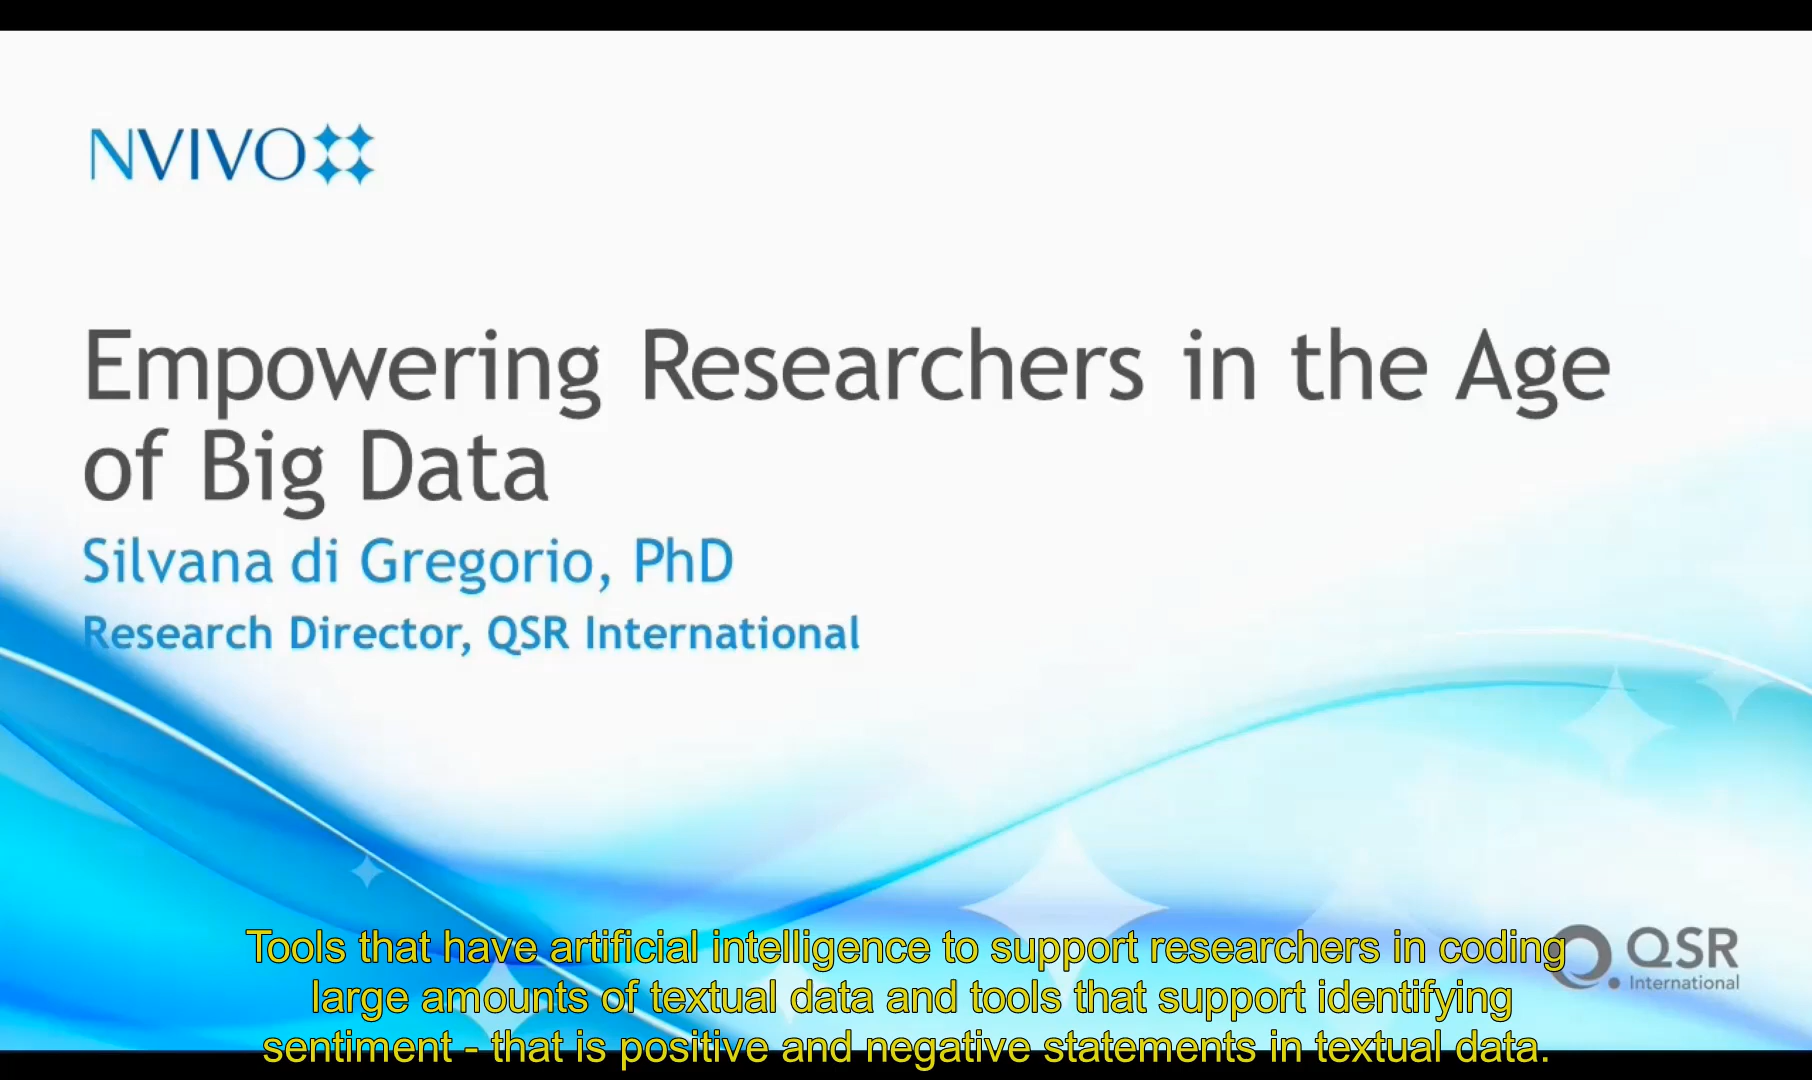 NVIVO
Empowering Researchers in the Age
of Big Data
Silvana di Gregorio, PhD
Research Director, QSR International
QSR
International
Tools that have artificial intelligence to support researchers in coding
large amounts of textual data and tools that support identifying
sentiment - that is positive and negative statements in textual data.